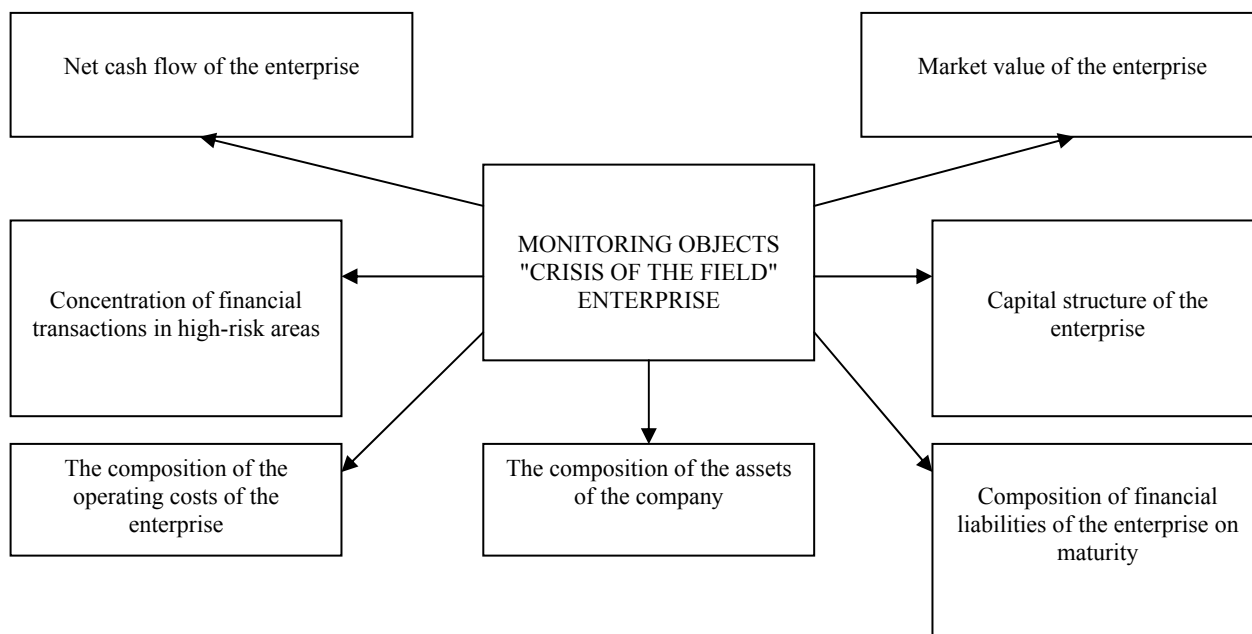 Net cash flow of the enterprise
Market value of the enterprise
MONITORING OBJECTS
"CRISIS OF THE FIELD"
ENTERPRISE
Concentration of financial
transactions in high-risk areas
Capital structure of the
enterprise
The composition of the
operating costs of the
enterprise
The composition of the assets
of the company
Composition of financial
liabilities of the enterprise on
maturity